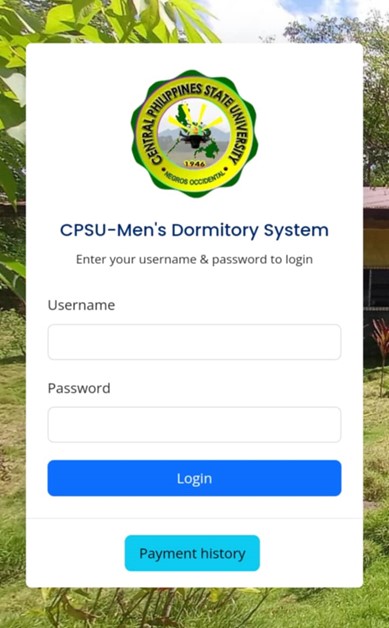 CENTRAL PHILIPPINES STATE UNIVERSITY
1946
• NEGROS OCCIDENTAL •
CPSU-Men's Dormitory System
Enter your username & password to login
Username
Password
Login
Payment history